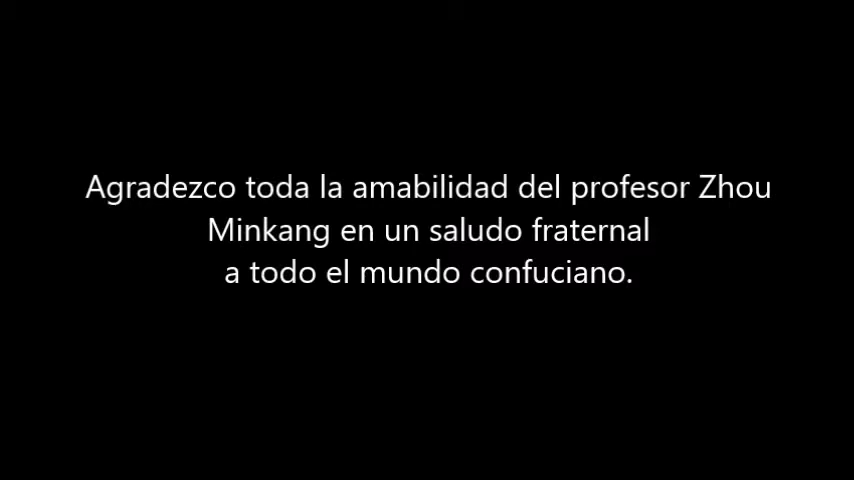 Agradezco toda la amabilidad del profesor Zhou
Minkang en un saludo fraternal
a todo el mundo confuciano.